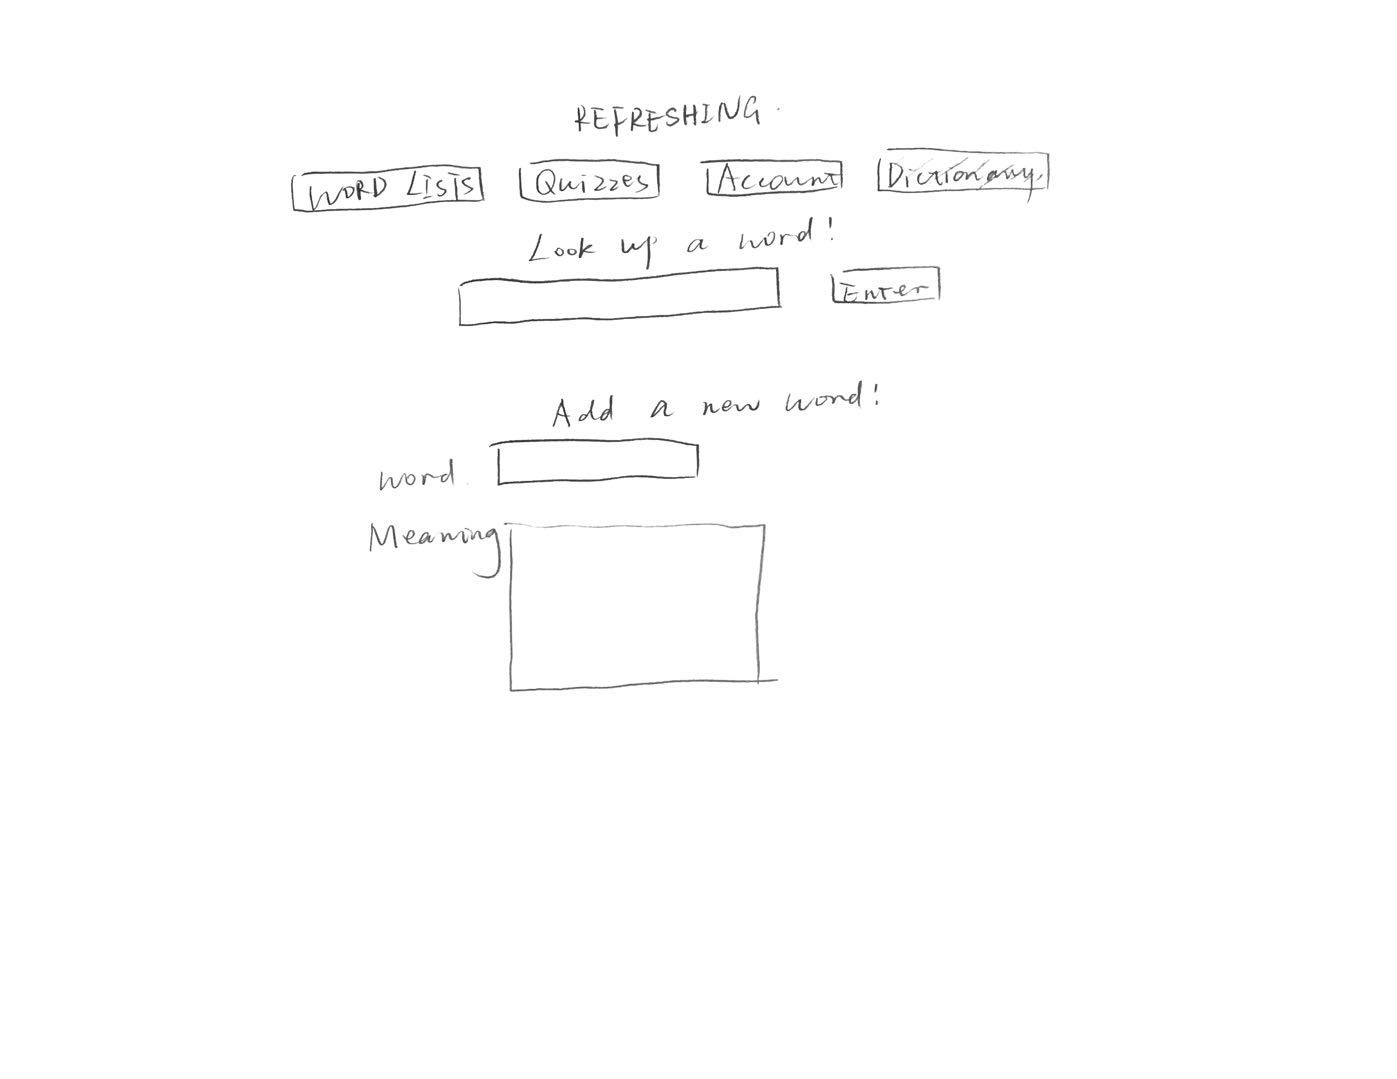 REFRESHING
WORD LISTS Quizzes Account Dictionary
Look up a word!
Enter
Add a new word!
word
Meaning